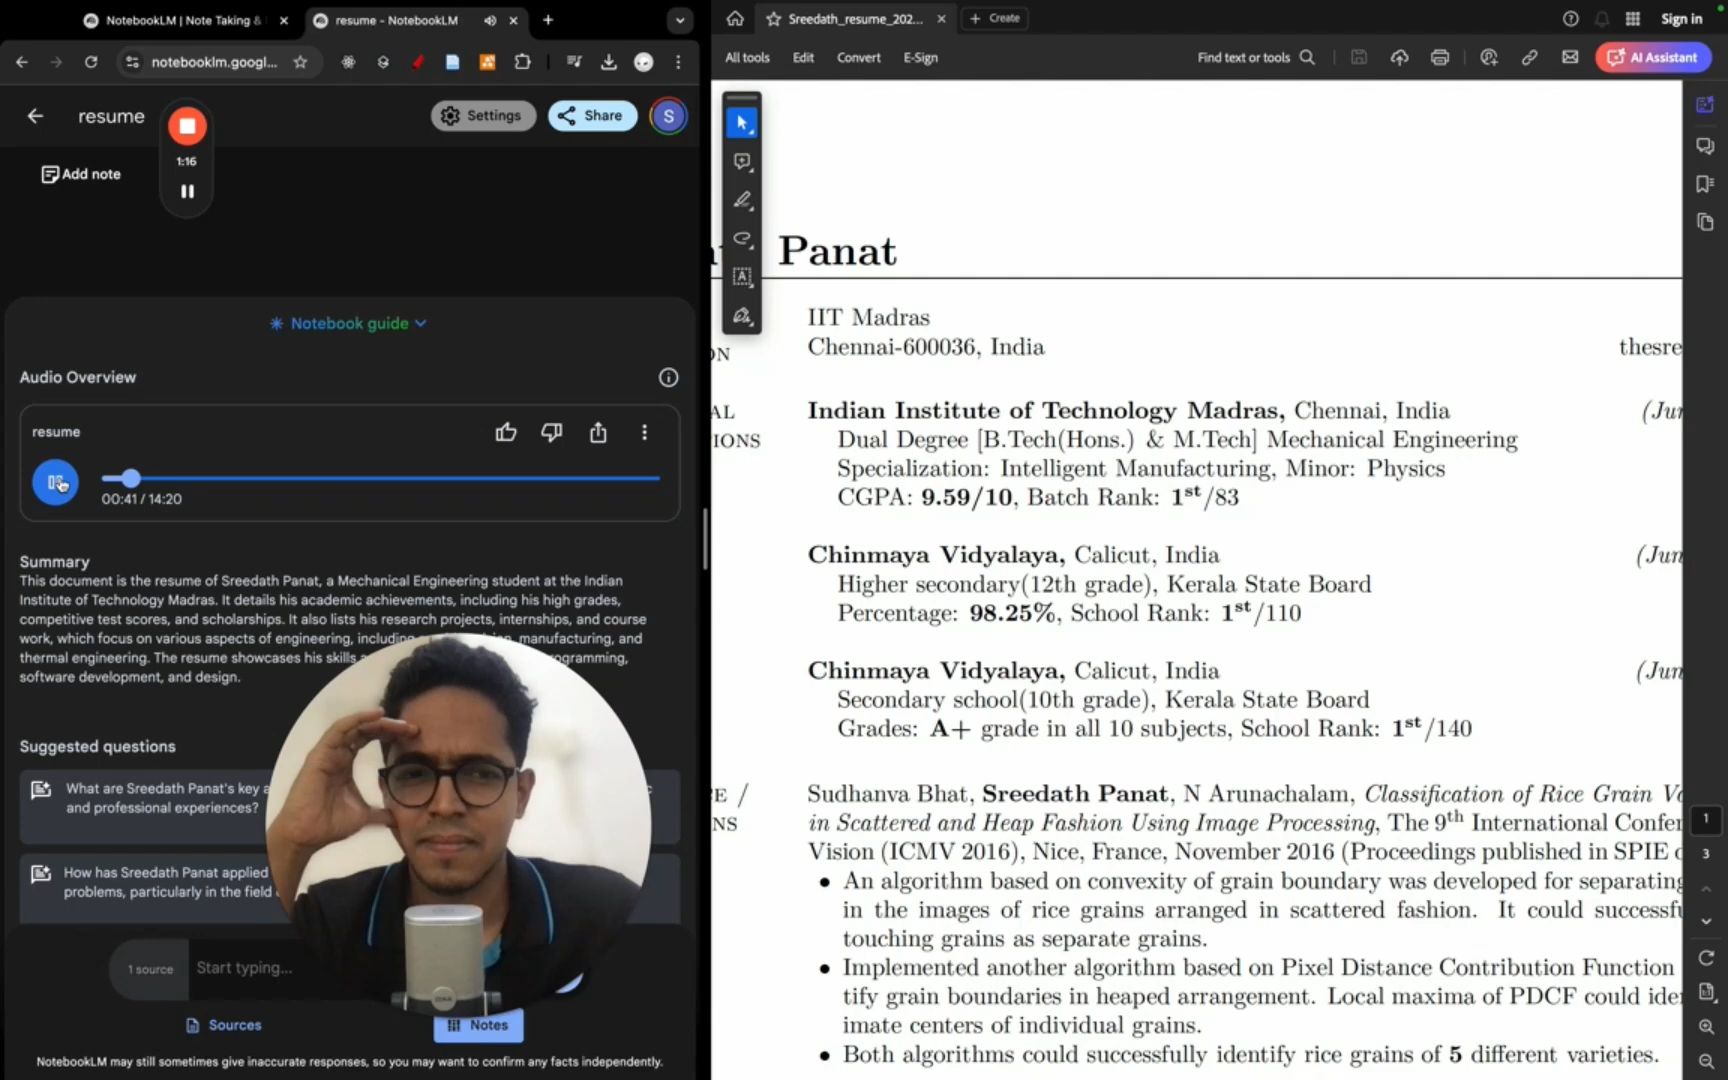 NotebookLM | Note Taking &
resume - NotebookLM
notebooklm.googl...
resume
Settings
Share
S
1:16
Add note
Notebook guide
Audio Overview
resume
00:41 / 14:20
Summary
This document is the resume of Sreedath Panat, a Mechanical Engineering student at the Indian
Institute of Technology Madras. It details his academic achievements, including his high grades,
competitive test scores, and scholarships. It also lists his research projects, internships, and course
work, which focus on various aspects of engineering, including manufacturing, and
thermal engineering. The resume showcases his skills
software development, and design.
Suggested questions
What are Sreedath Panat's key
and professional experiences?
How has Sreedath Panat applied
problems, particularly in the field
1 source
Start typing...
Sources
Notes
NotebookLM may still sometimes give inaccurate responses, so you may want to confirm any facts independently.
Sreedath_resume_202...
Create
Sign in
All tools
Edit
Convert
E-Sign
Find text or tools
AI Assistant
Panat
IIT Madras
Chennai-600036, India
thesre
Indian Institute of Technology Madras, Chennai, India (Jun
Dual Degree [B.Tech(Hons.) & M.Tech] Mechanical Engineering
Specialization: Intelligent Manufacturing, Minor: Physics
CGPA: 9.59/10, Batch Rank: 1st/83
Chinmaya Vidyalaya, Calicut, India (Jun
Higher secondary(12th grade), Kerala State Board
Percentage: 98.25%, School Rank: 1st/110
Chinmaya Vidyalaya, Calicut, India (Jun
Secondary school(10th grade), Kerala State Board
Grades: A+ grade in all 10 subjects, School Rank: 1st/140
Sudhanva Bhat, Sreedath Panat, N Arunachalam, Classification of Rice Grain
in Scattered and Heap Fashion Using Image Processing, The 9th International Confer
Vision (ICMV 2016), Nice, France, November 2016 (Proceedings published in SPIE
• An algorithm based on convexity of grain boundary was developed for separating
in the images of rice grains arranged in scattered fashion. It could successfu
touching grains as separate grains.
• Implemented another algorithm based on Pixel Distance Contribution Function
tify grain boundaries in heaped arrangement. Local maxima of PDCF could iden
imate centers of individual grains.
• Both algorithms could successfully identify rice grains of 5 different varieties.
1
3